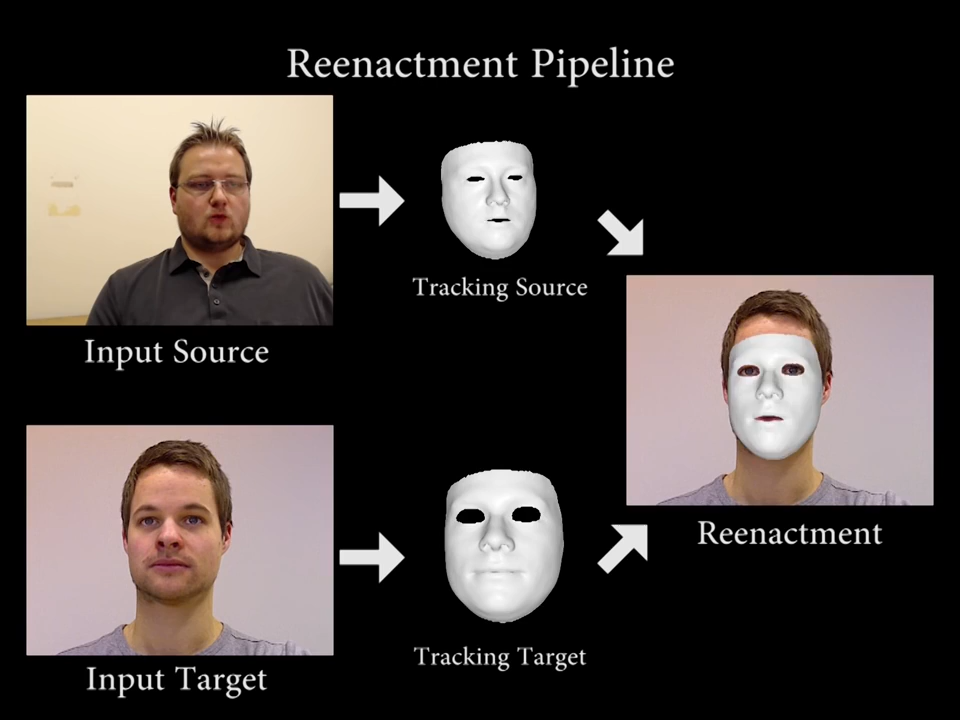 Reenactment Pipeline
Input Source
Tracking Source
Reenactment
Input Target
Tracking Target